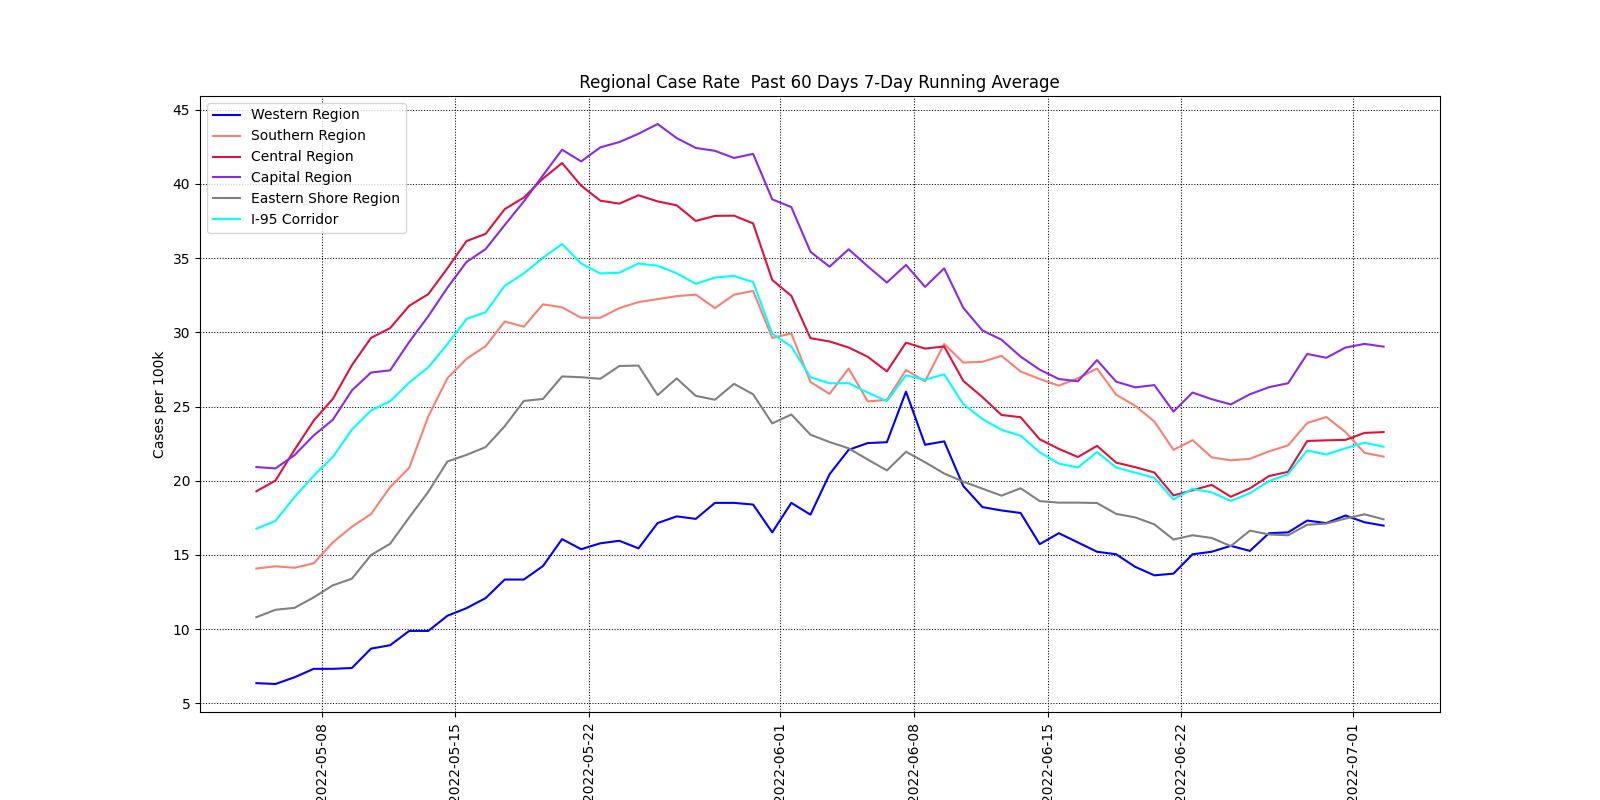 Regional Case Rate  Past 60 Days 7-Day Running Average
Western Region
Southern Region
Central Region
Capital Region
Eastern Shore Region
I-95 Corridor
Cases per 100k
45
40
35
30
25
20
15
10
5
2022-05-08
2022-05-15
2022-05-22
2022-06-01
2022-06-08
2022-06-15
2022-06-22
2022-07-01